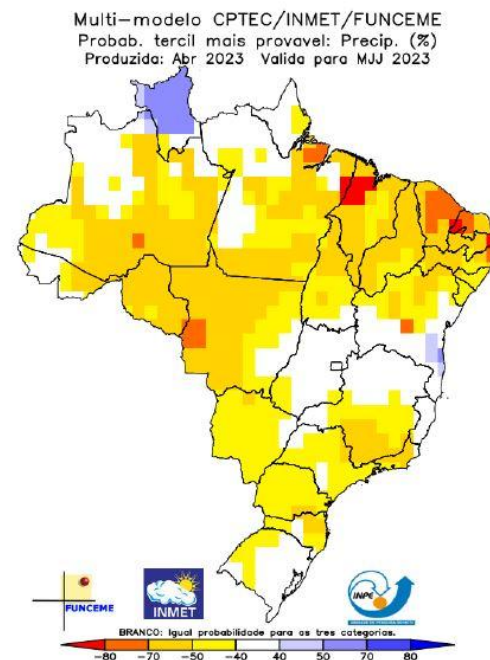 Multi-modelo CPTEC/INMET/FUNCEME
Probab. tercil mais provavel: Precip. (%)
Produzida: Abr 2023 Valida para MJJ 2023
FUNCEME
INMET
INPE
BRANCO: Igual probabilidade para as tres categorias.
-80 -70 -50 -40 40 50 70 80